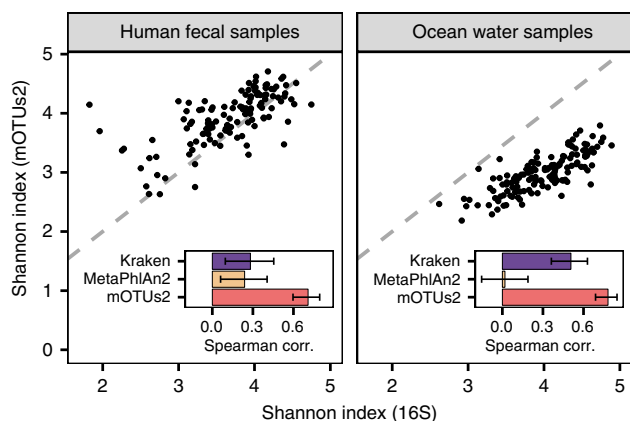 Human fecal samples
Ocean water samples
Shannon index (mOTUs2)
5
4
3
2
1
0
Kraken
MetaPhlAn2
mOTUs2
0.0 0.3 0.6
Spearman corr.
Kraken
MetaPhlAn2
mOTUs2
0.0 0.3 0.6
Spearman corr.
2 3 4 5
2 3 4 5
Shannon index (16S)